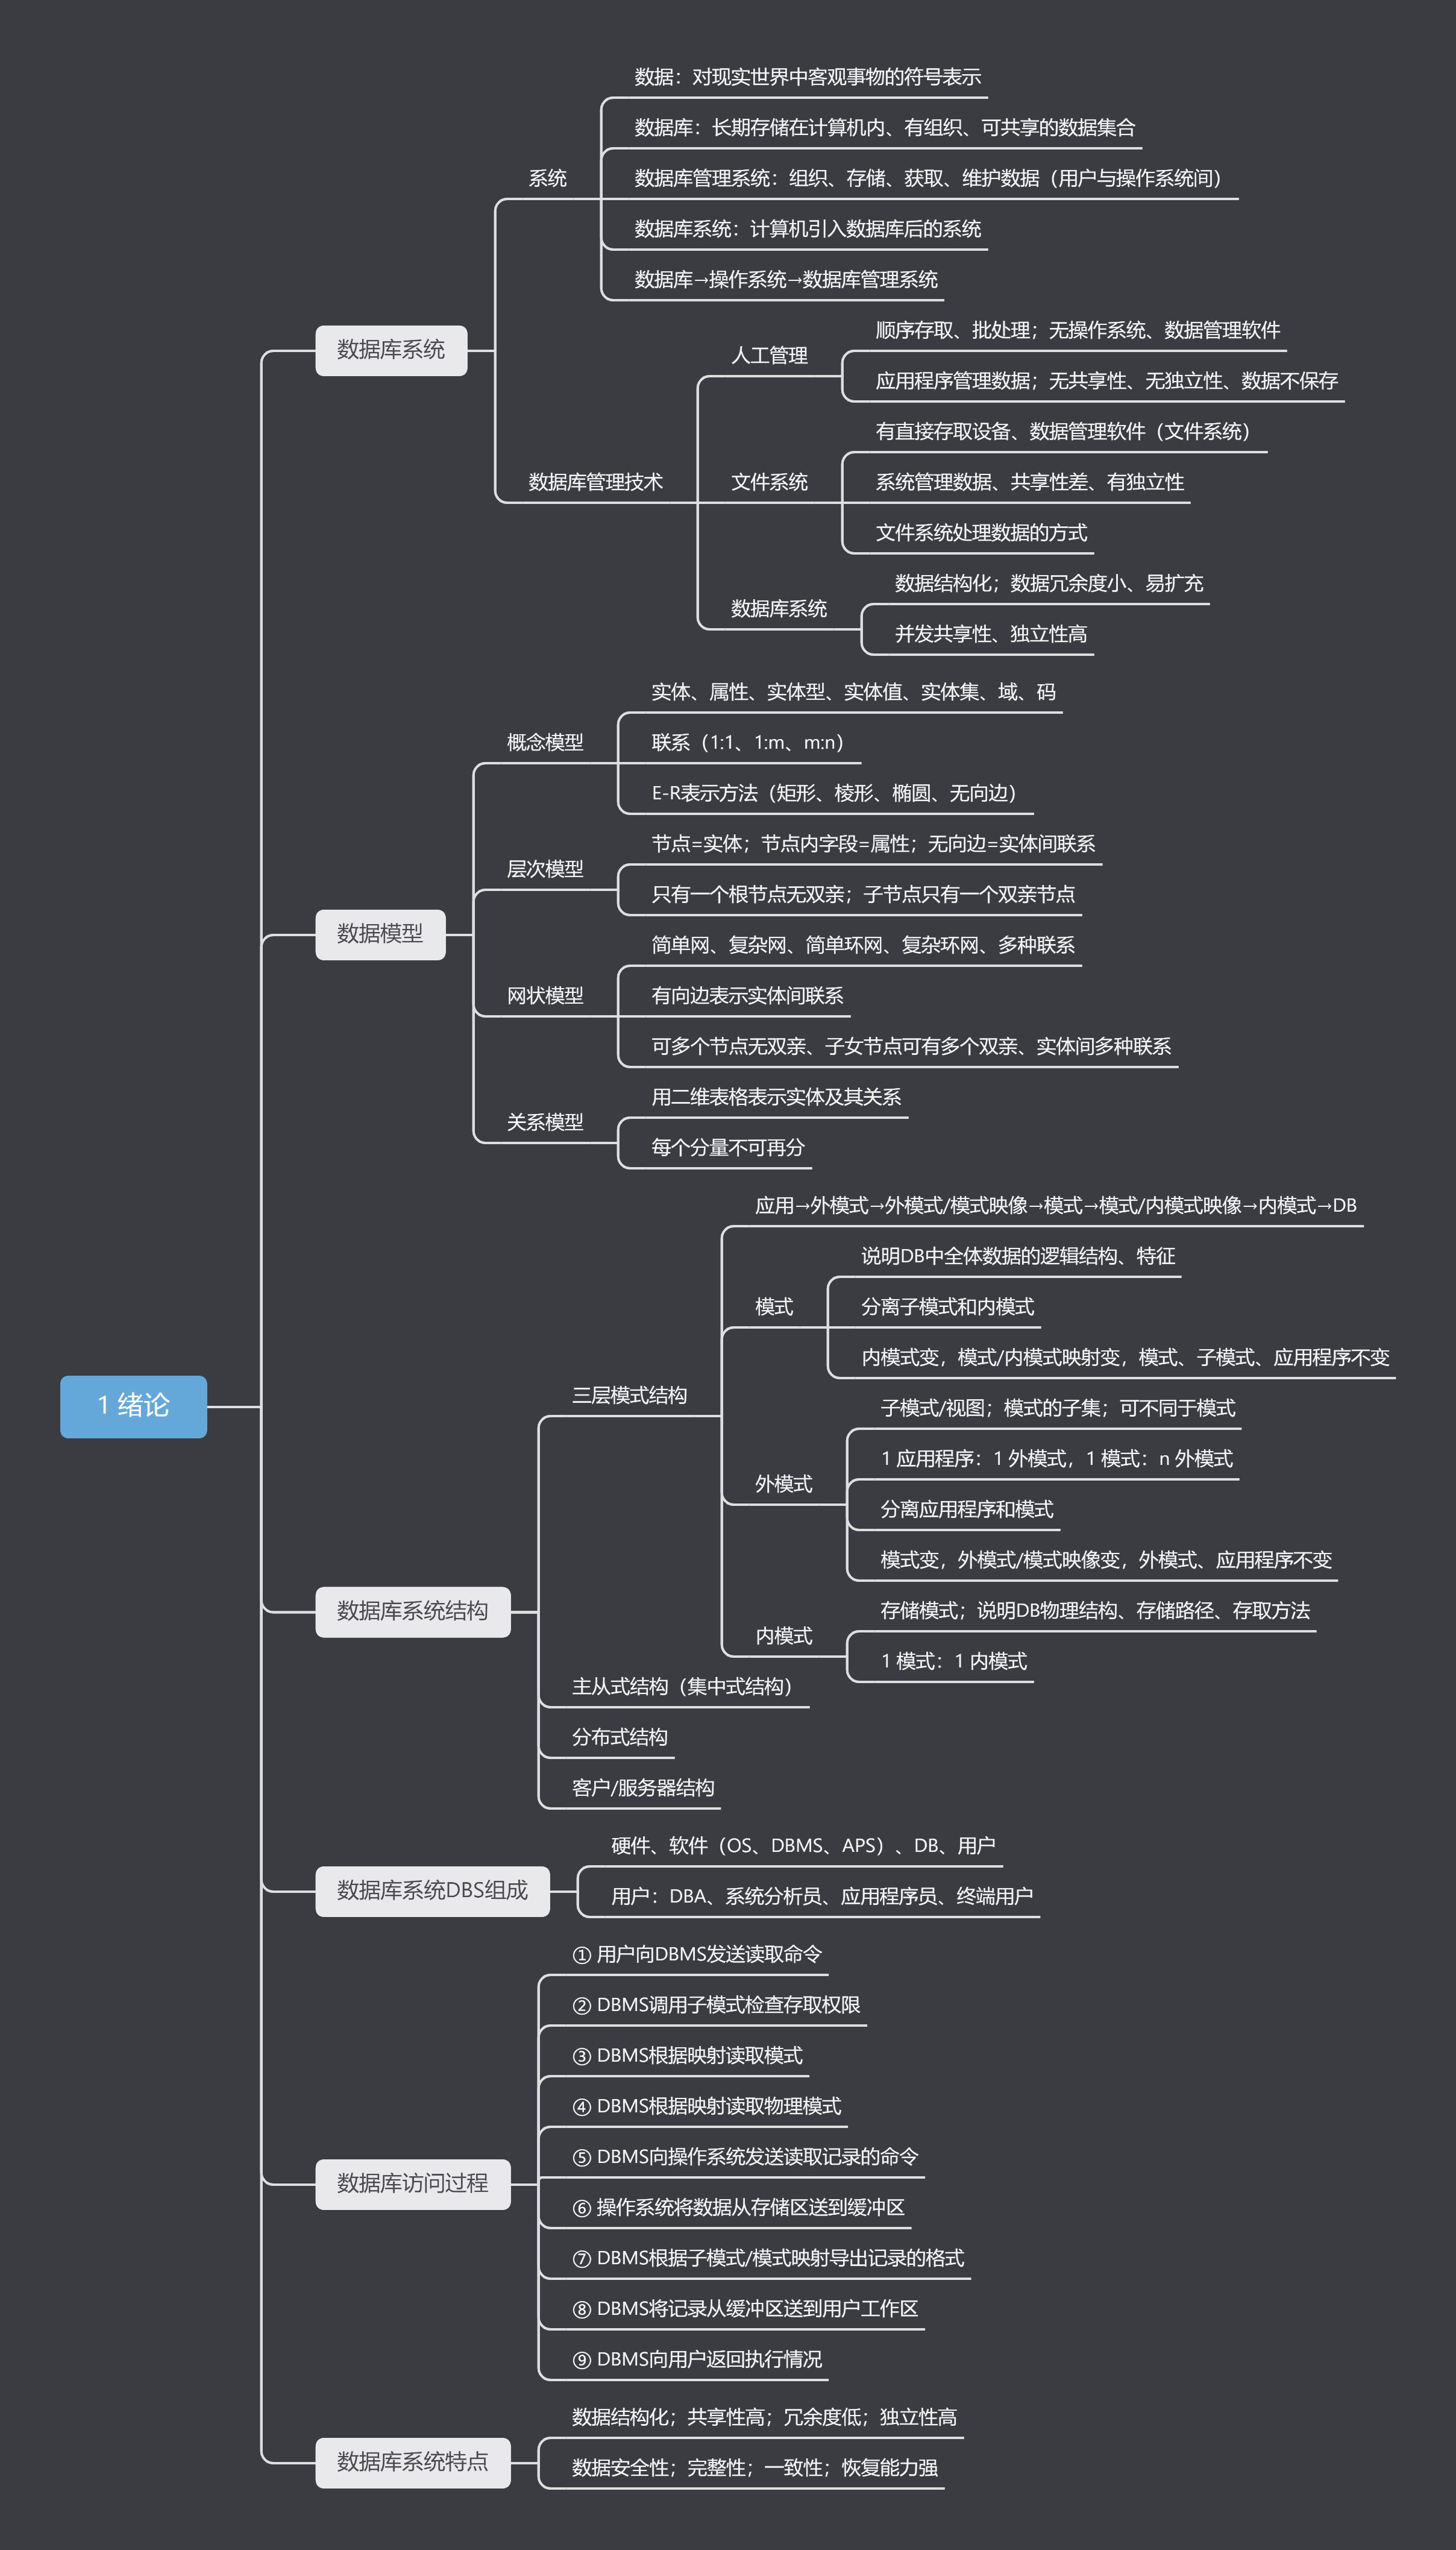 1 绪论
数据库系统
系统
数据：对现实世界中客观事物的符号表示
数据库：长期存储在计算机内、有组织、可共享的数据集合
数据库管理系统：组织、存储、获取、维护数据（用户与操作系统间）
数据库系统：计算机引入数据库后的系统
数据库→操作系统→数据库管理系统
数据库管理技术
人工管理
顺序存取、批处理；无操作系统、数据管理软件
应用程序管理数据；无共享性、无独立性、数据不保存
文件系统
有直接存取设备、数据管理软件（文件系统）
系统管理数据、共享性差、有独立性
文件系统处理数据的方式
数据库系统
数据结构化；数据冗余度小、易扩充
并发共享性、独立性高
数据模型
概念模型
实体、属性、实体型、实体值、实体集、域、码
联系（1:1、1:m、m:n）
E-R表示方法（矩形、棱形、椭圆、无向边）
层次模型
节点=实体；节点内字段=属性；无向边=实体间联系
只有一个根节点无双亲；子节点只有一个双亲节点
网状模型
简单网、复杂网、简单环网、复杂环网、多种联系
有向边表示实体间联系
可多个节点无双亲、子女节点可有多个双亲、实体间多种联系
关系模型
用二维表格表示实体及其关系
每个分量不可再分
数据库系统结构
三层模式结构
应用→外模式→外模式/模式映像→模式→模式/内模式映像→内模式→DB
模式
说明DB中全体数据的逻辑结构、特征
分离子模式和内模式
内模式变，模式/内模式映射变，模式、子模式、应用程序不变
外模式
子模式/视图；模式的子集；可不同于模式
1 应用程序：1 外模式，1 模式：n 外模式
分离应用程序和模式
模式变，外模式/模式映像变，外模式、应用程序不变
内模式
存储模式；说明DB物理结构、存储路径、存取方法
1 模式：1 内模式
主从式结构（集中式结构）
分布式结构
客户/服务器结构
数据库系统DBS组成
硬件、软件（OS、DBMS、APS）、DB、用户
用户：DBA、系统分析员、应用程序员、终端用户
数据库访问过程
① 用户向DBMS发送读取命令
② DBMS调用子模式检查存取权限
③ DBMS根据映射读取模式
④ DBMS根据映射读取物理模式
⑤ DBMS向操作系统发送读取记录的命令
⑥ 操作系统将数据从存储区送到缓冲区
⑦ DBMS根据子模式/模式映射导出记录的格式
⑧ DBMS将记录从缓冲区送到用户工作区
⑨ DBMS向用户返回执行情况
数据库系统特点
数据结构化；共享性高；冗余度低；独立性高
数据安全性；完整性；一致性；恢复能力强